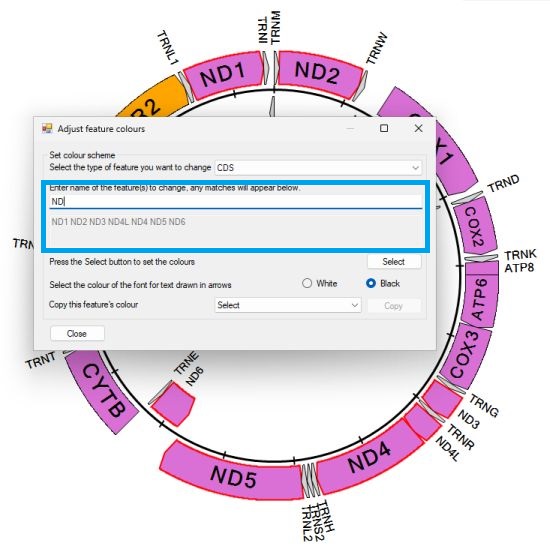 TRNL1
ND1
TRNI
TRNM
ND2
TRNW
Adjust feature colours
Set colour scheme
Select the type of feature you want to change CDS
Enter name of the feature(s) to change, any matches will appear below.
ND
ND1 ND2 ND3 ND4L ND4 ND5 ND6
Press the Select button to set the colours Select
Select the colour of the font for text drawn in arrows White Black
Copy this feature's colour Select Copy
Close
TRND
COX2
TRNK
ATP8
ATP6
COX3
TRNG
ND3
TRNR
ND4L
ND4
TRNH
TRNS2
TRNL2
ND5
ND6
TRNE
CYTB
TRNT